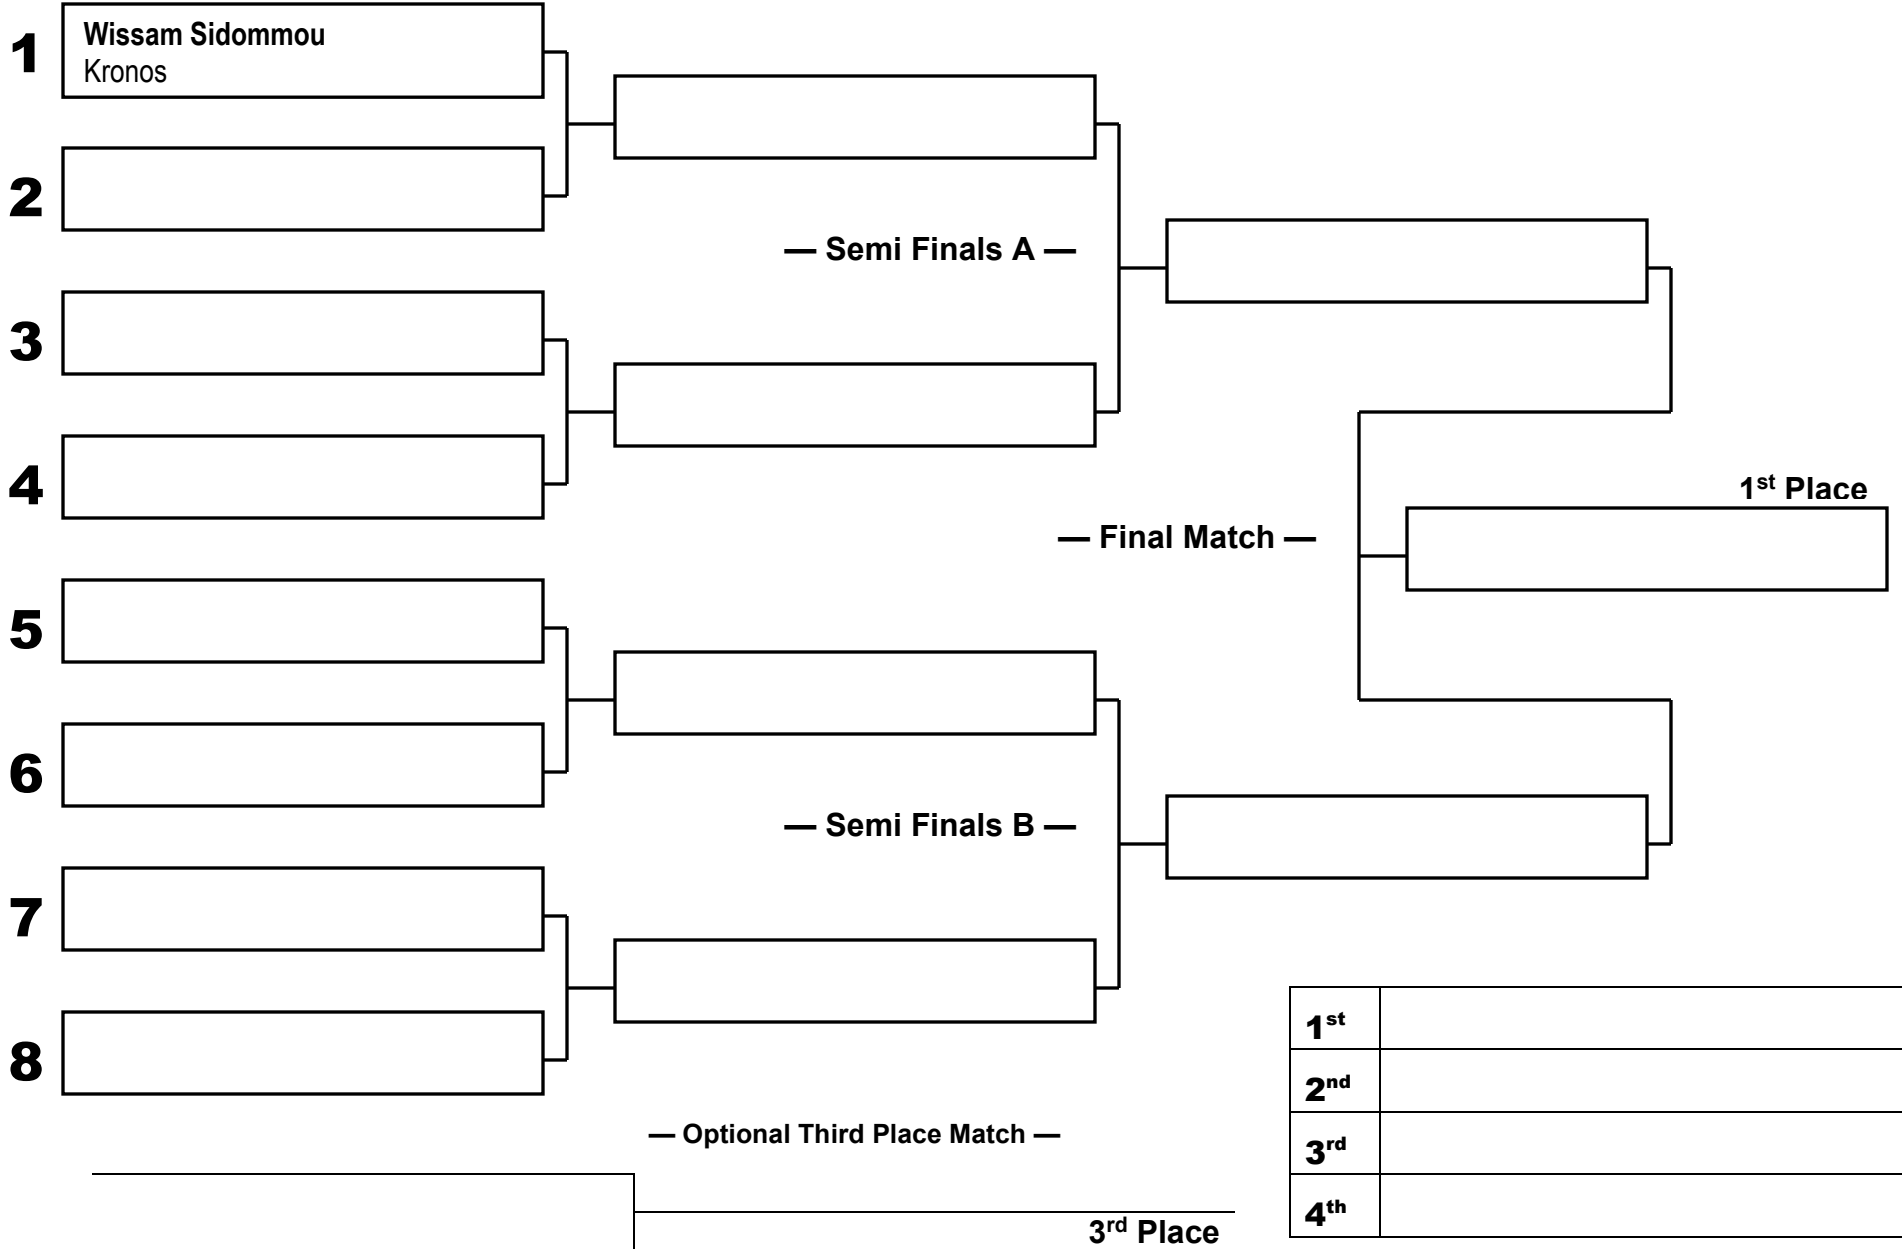 1
Wissam Sidommou
Kronos
2
— Semi Finals A —
3
4
1st Place
— Final Match —
5
6
— Semi Finals B —
7
8
1st
2nd
3rd
4th
— Optional Third Place Match —
3rd Place